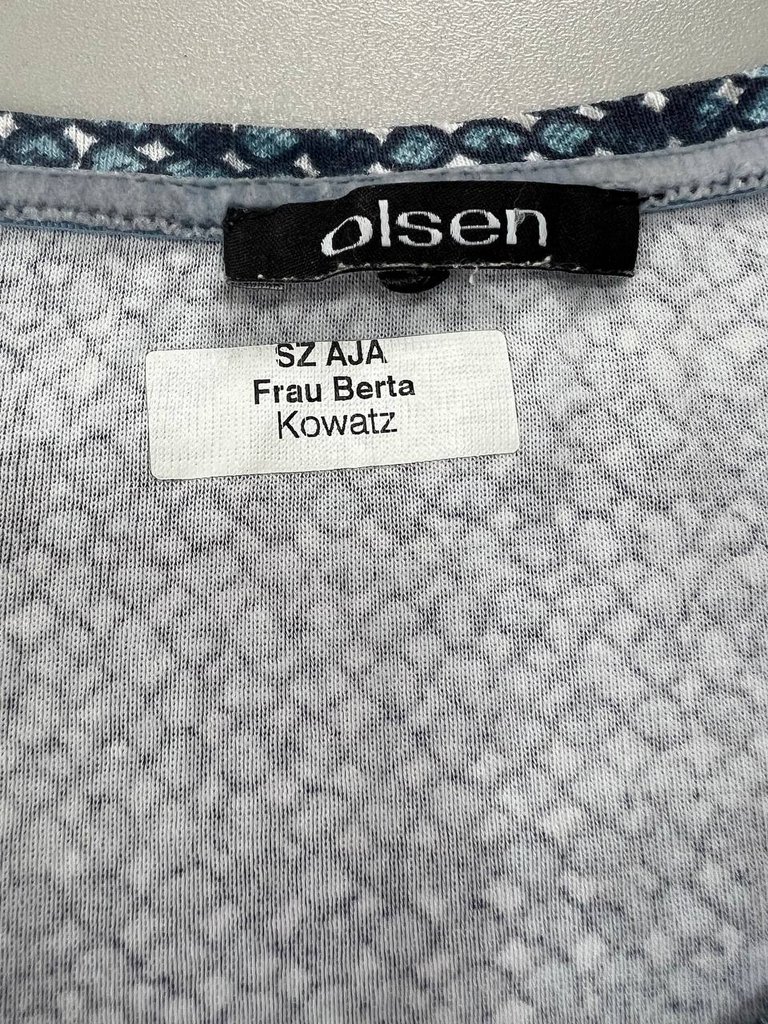 olsen
SZ AJA
Frau Berta
Kowatz